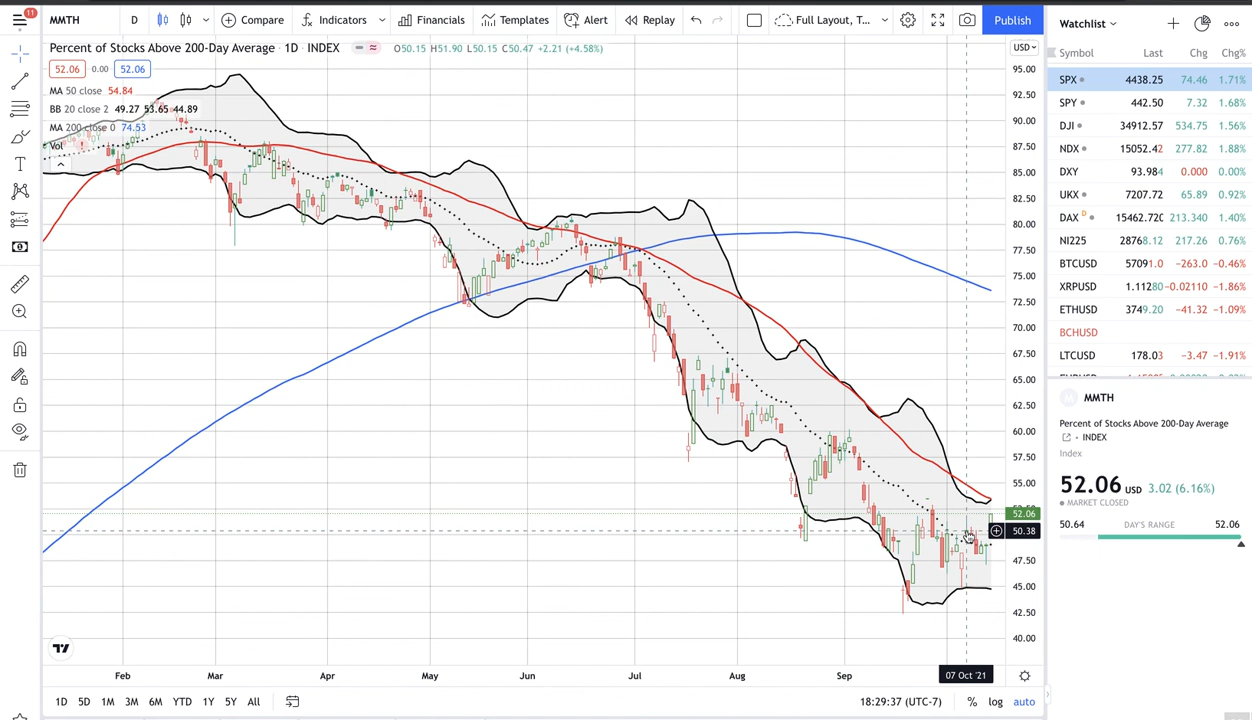 11
MMTH D Compare Indicators Financials Templates Alert Replay Full Layout, T... Publish
Percent of Stocks Above 200-Day Average · 1D · INDEX O50.15 H51.90 L50.15 C50.47 +2.21 (+4.58%)
52.06 0.00 52.06
MA 50 close 54.84
BB 20 close 2 49.27 53.65 44.89
MA 200 close 0 74.53
Vol
USD
95.00
92.50
90.00
87.50
85.00
82.50
80.00
77.50
75.00
72.50
70.00
67.50
65.00
62.50
60.00
57.50
55.00
52.06
50.38
47.50
45.00
42.50
40.00
Feb Mar Apr May Jun Jul Aug Sep 07 Oct '21
1D 5D 1M 3M 6M YTD 1Y 5Y All 18:29:37 (UTC-7) % log auto
Watchlist
Symbol Last Chg Chg%
SPX 4438.25 74.46 1.71%
SPY 442.50 7.32 1.68%
DJI 34912.57 534.75 1.56%
NDX 15052.42 277.82 1.88%
DXY 93.984 0.000 0.00%
UKX 7207.72 65.89 0.92%
DAX D 15462.72 213.340 1.40%
NI225 28768.12 217.26 0.76%
BTCUSD 57091.0 −263.0 −0.46%
XRPUSD 1.11280 −0.02110 −1.86%
ETHUSD 3749.20 −41.32 −1.09%
BCHUSD
LTCUSD 178.03 −3.47 −1.91%
MMTH
Percent of Stocks Above 200-Day Average
· INDEX
Index
52.06 USD 3.02 (6.16%)
MARKET CLOSED
50.64 DAY'S RANGE 52.06